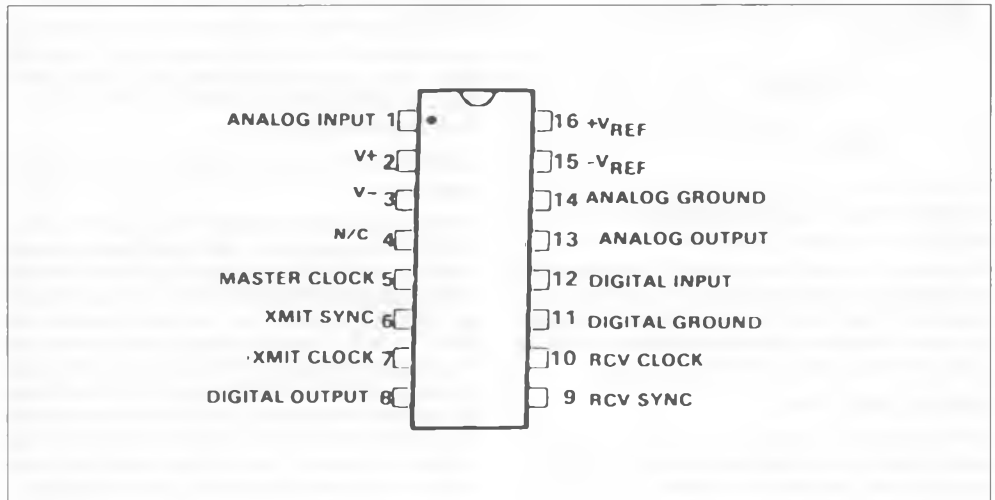 ANALOG INPUT 1
V+ 2
V- 3
N/C 4
MASTER CLOCK 5
XMIT SYNC 6
XMIT CLOCK 7
DIGITAL OUTPUT 8
16 +VREF
15 -VREF
14 ANALOG GROUND
13 ANALOG OUTPUT
12 DIGITAL INPUT
11 DIGITAL GROUND
10 RCV CLOCK
9 RCV SYNC